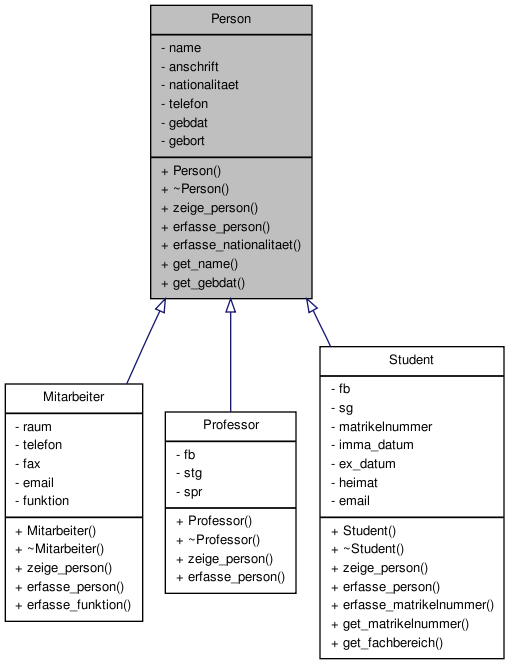 Person
- name
- anschrift
- nationalitaet
- telefon
- gebdat
- gebort
+ Person()
+ ~Person()
+ zeige_person()
+ erfasse_person()
+ erfasse_nationalitaet()
+ get_name()
+ get_gebdat()
Mitarbeiter
- raum
- telefon
- fax
- email
- funktion
+ Mitarbeiter()
+ ~Mitarbeiter()
+ zeige_person()
+ erfasse_person()
+ erfasse_funktion()
Professor
- fb
- stg
- spr
+ Professor()
+ ~Professor()
+ zeige_person()
+ erfasse_person()
Student
- fb
- sg
- matrikelnummer
- imma_datum
- ex_datum
- heimat
- email
+ Student()
+ ~Student()
+ zeige_person()
+ erfasse_person()
+ erfasse_matrikelnummer()
+ get_matrikelnummer()
+ get_fachbereich()